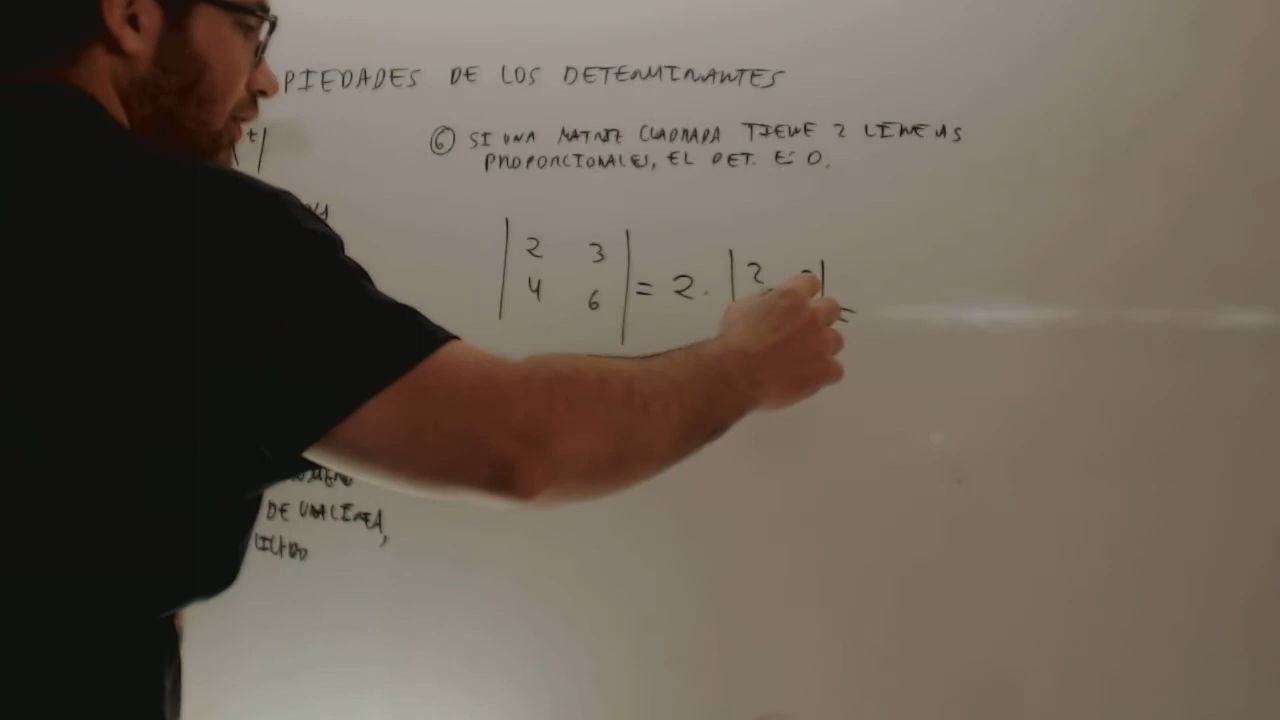 PIEDADES DE LOS DETERMINANTES
t|
⑥ SI UNA MATRIZ CUADRADA TIENE 2 LÍNEAS
PROPORCIONALES, EL DET. ES 0.
| 2 3 |
| 4 6 | = 2 · | 2 | =
DE UNA LÍNEA,